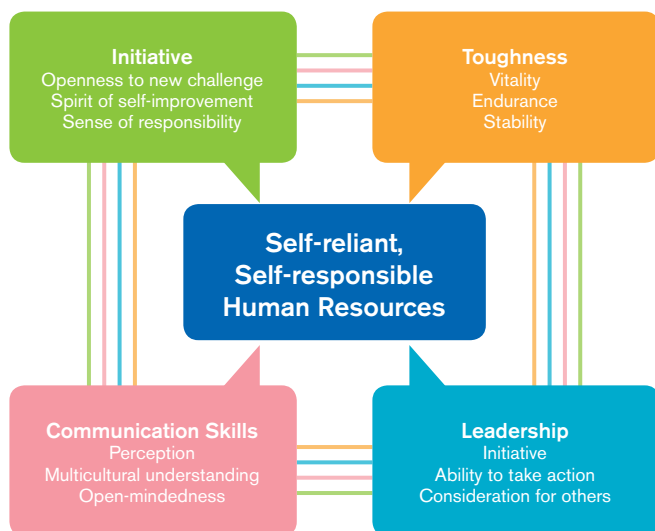 Initiative
Openness to new challenge
Spirit of self-improvement
Sense of responsibility
Toughness
Vitality
Endurance
Stability
Self-reliant,
Self-responsible
Human Resources
Communication Skills
Perception
Multicultural understanding
Open-mindedness
Leadership
Initiative
Ability to take action
Consideration for others